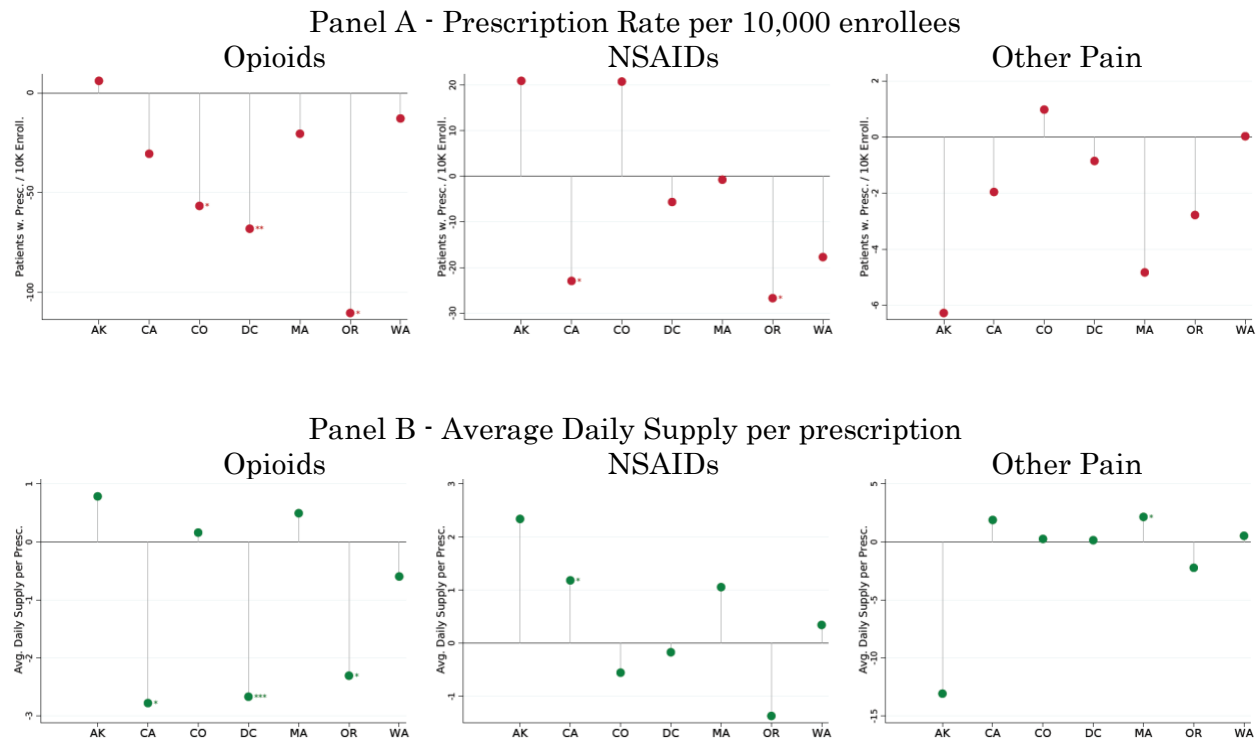 Panel A - Prescription Rate per 10,000 enrollees
Opioids
NSAIDs
Other Pain
Patients w. Presc. / 10K Enroll.
0
-50
-100
*
**
*
AK CA CO DC MA OR WA
Patients w. Presc. / 10K Enroll.
20
10
0
-10
-20
-30
*
*
AK CA CO DC MA OR WA
Patients w. Presc. / 10K Enroll.
2
0
-2
-4
-6
AK CA CO DC MA OR WA
Panel B - Average Daily Supply per prescription
Opioids
NSAIDs
Other Pain
Avg. Daily Supply per Presc.
1
0
-1
-2
-3
*
***
*
AK CA CO DC MA OR WA
Avg. Daily Supply per Presc.
3
2
1
0
-1
*
AK CA CO DC MA OR WA
Avg. Daily Supply per Presc.
5
0
-5
-10
-15
*
AK CA CO DC MA OR WA